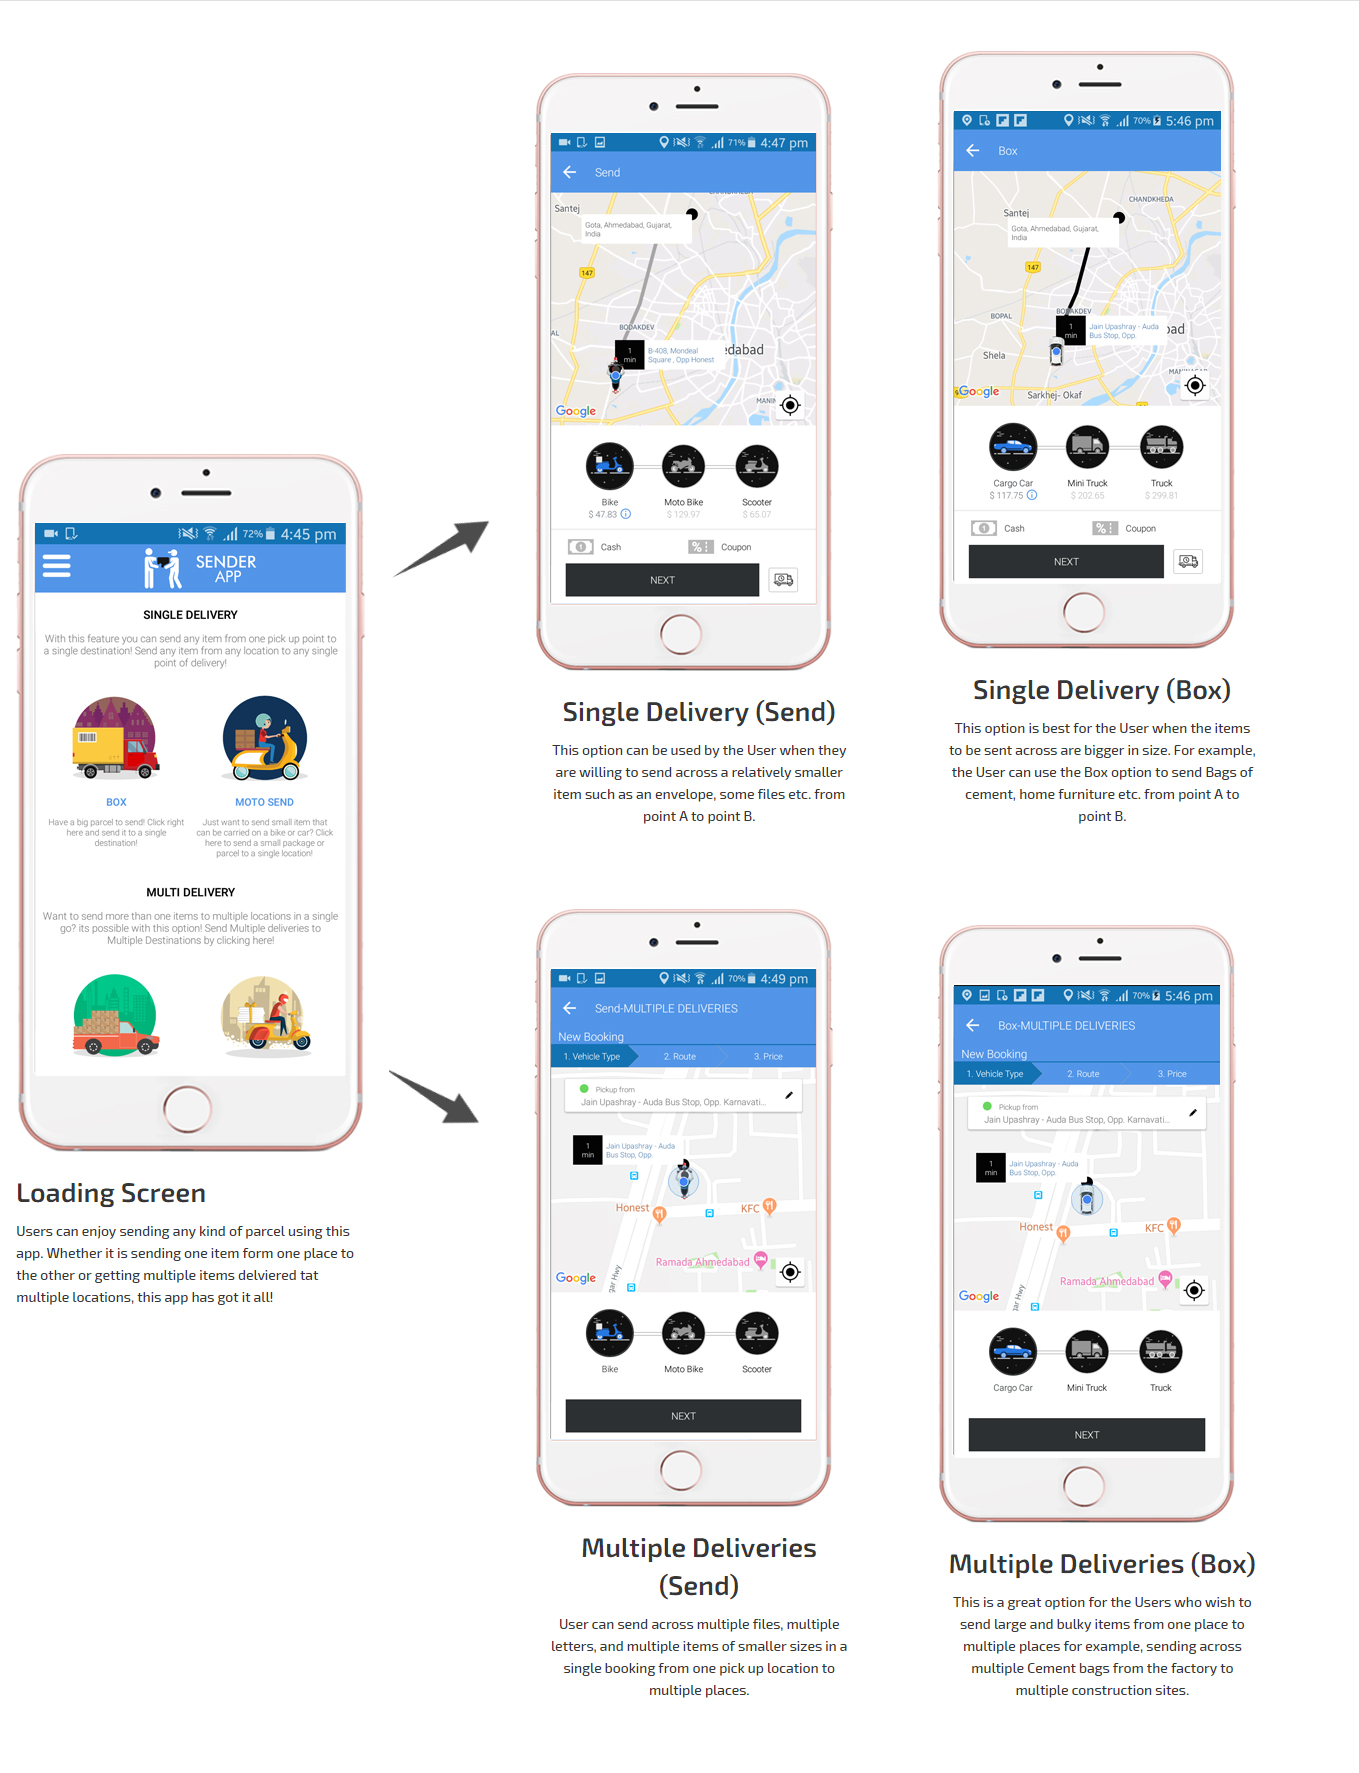 4:45 pm
72%
SENDER
APP
SINGLE DELIVERY
With this feature you can send any item from one pick up point to
a single destination! Send any item from any location to any single
point of delivery!
BOX
Have a big parcel to send! Click right
here and send it to a single
destination!
MOTO SEND
Just want to send small item that
can be carried on a bike or car? Click
here to send a small package or
parcel to a single location!
MULTI DELIVERY
Want to send more than one items to multiple locations in a single
go? its possible with this option! Send Multiple deliveries to
Multiple Destinations by clicking here!
Loading Screen
Users can enjoy sending any kind of parcel using this
app. Whether it is sending one item form one place to
the other or getting multiple items delviered tat
multiple locations, this app has got it all!
71% 4:47 pm
Send
CHANDKHEDA
Santej
Gota, Ahmedabad, Gujarat,
India
147
BODAKDEV
AL
1
min
B-408, Mondeal
Square , Opp Honest
edabad
MANIN
Google
Bike
Moto Bike
Scooter
$ 47.83
$ 129.97
$ 65.07
Cash
Coupon
NEXT
Single Delivery (Send)
This option can be used by the User when they
are willing to send across a relatively smaller
item such as an envelope, some files etc. from
point A to point B.
70% 5:46 pm
Box
CHANDKHEDA
Santej
Gota, Ahmedabad, Gujarat,
India
147
BOPAL
BODAKDEV
1
min
Jain Upashray - Auda
Bus Stop, Opp.
bad
Shela
Google
Sarkhej- Okaf
Cargo Car
Mini Truck
Truck
$ 117.75
$ 202.65
$ 299.81
Cash
Coupon
NEXT
Single Delivery (Box)
This option is best for the User when the items
to be sent across are bigger in size. For example,
the User can use the Box option to send Bags of
cement, home furniture etc. from point A to
point B.
70% 4:49 pm
Send-MULTIPLE DELIVERIES
New Booking
1. Vehicle Type
2. Route
3. Price
Pickup from
Jain Upashray - Auda Bus Stop, Opp. Karnavati...
1
min
Jain Upashray - Auda
Bus Stop, Opp.
Honest
KFC
Ramada Ahmedabad
Google
gar Hwy
Bike
Moto Bike
Scooter
NEXT
Multiple Deliveries
(Send)
User can send across multiple files, multiple
letters, and multiple items of smaller sizes in a
single booking from one pick up location to
multiple places.
70% 5:46 pm
Box-MULTIPLE DELIVERIES
New Booking
1. Vehicle Type
2. Route
3. Price
Pickup from
Jain Upashray - Auda Bus Stop, Opp. Karnavati...
1
min
Jain Upashray - Auda
Bus Stop, Opp.
Honest
KFC
Ramada Ahmedabad
Google
gar Hwy
Cargo Car
Mini Truck
Truck
NEXT
Multiple Deliveries (Box)
This is a great option for the Users who wish to
send large and bulky items from one place to
multiple places for example, sending across
multiple Cement bags from the factory to
multiple construction sites.